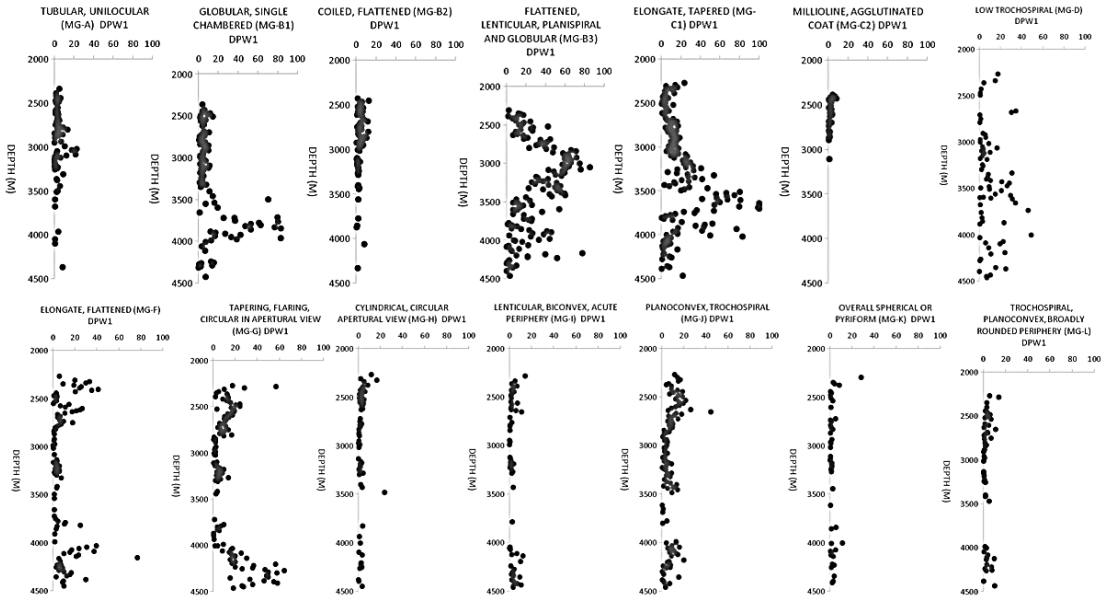 TUBULAR, UNILOCULAR
(MG-A) DPW1
0 20 40 60 80 100
2000
2500
3000
3500
4000
4500
DEPTH (M)
GLOBULAR, SINGLE
CHAMBERED (MG-B1)
DPW1
0 20 40 60 80 100
2000
2500
3000
3500
4000
4500
DEPTH (M)
COILED, FLATTENED (MG-B2)
DPW1
0 20 40 60 80 100
2000
2500
3000
3500
4000
4500
DEPTH (M)
FLATTENED,
LENTICULAR, PLANISPIRAL
AND GLOBULAR (MG-B3)
DPW1
0 20 40 60 80 100
2000
2500
3000
3500
4000
4500
DEPTH (M)
ELONGATE, TAPERED (MG-
C1) DPW1
0 20 40 60 80 100
2000
2500
3000
3500
4000
4500
DEPTH (M)
MILLIOLINE, AGGLUTINATED
COAT (MG-C2) DPW1
0 20 40 60 80 100
2000
2500
3000
3500
4000
4500
DEPTH (M)
LOW TROCHOSPIRAL (MG-D)
DPW1
0 20 40 60 80 100
2000
2500
3000
3500
4000
4500
DEPTH (M)
ELONGATE, FLATTENED (MG-F)
DPW1
0 20 40 60 80 100
2000
2500
3000
3500
4000
4500
DEPTH (M)
TAPERING, FLARING,
CIRCULAR IN APERTURAL VIEW
(MG-G) DPW1
0 20 40 60 80 100
2000
2500
3000
3500
4000
4500
DEPTH (M)
CYLINDRICAL, CIRCULAR
APERTURAL VIEW (MG-H) DPW1
0 20 40 60 80 100
2000
2500
3000
3500
4000
4500
DEPTH (M)
LENTICULAR, BICONVEX, ACUTE
PERIPHERY (MG-I) DPW1
0 20 40 60 80 100
2000
2500
3000
3500
4000
4500
DEPTH (M)
PLANOCONVEX, TROCHOSPIRAL
(MG-J) DPW1
0 20 40 60 80 100
2000
2500
3000
3500
4000
4500
DEPTH (M)
OVERALL SPHERICAL OR
PYRIFORM (MG-K) DPW1
0 20 40 60 80 100
2000
2500
3000
3500
4000
4500
DEPTH (M)
TROCHOSPIRAL,
PLANOCONVEX, BROADLY
ROUNDED PERIPHERY (MG-L)
DPW1
0 20 40 60 80 100
2000
2500
3000
3500
4000
4500
DEPTH (M)